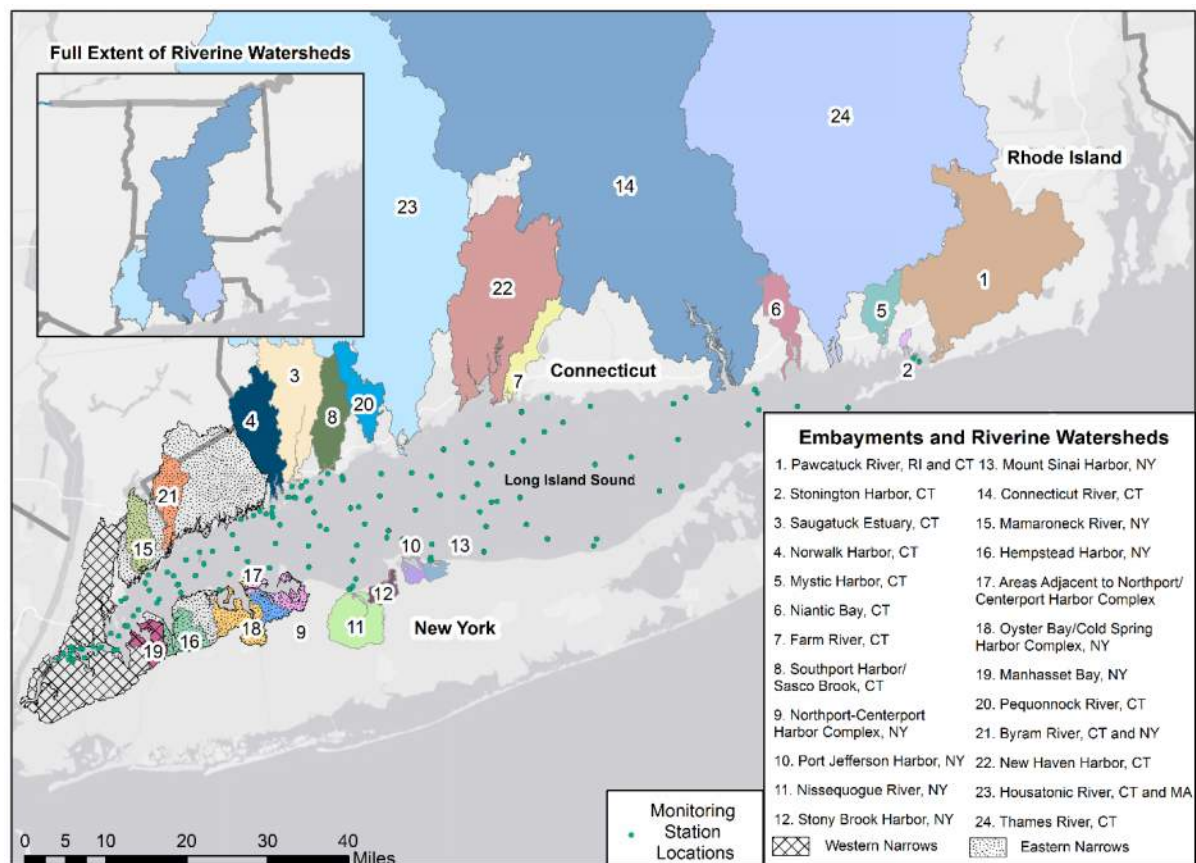 Full Extent of Riverine Watersheds
24
Rhode Island
14
23
1
22
6
5
2
7
Connecticut
3
20
8
4
Long Island Sound
21
15
10
13
17
12
New York
11
9
18
16
19
Embayments and Riverine Watersheds
1. Pawcatuck River, RI and CT
2. Stonington Harbor, CT
3. Saugatuck Estuary, CT
4. Norwalk Harbor, CT
5. Mystic Harbor, CT
6. Niantic Bay, CT
7. Farm River, CT
8. Southport Harbor/
Sasco Brook, CT
9. Northport-Centerport
Harbor Complex, NY
10. Port Jefferson Harbor, NY
11. Nissequogue River, NY
12. Stony Brook Harbor, NY
13. Mount Sinai Harbor, NY
14. Connecticut River, CT
15. Mamaroneck River, NY
16. Hempstead Harbor, NY
17. Areas Adjacent to Northport/
Centerport Harbor Complex
18. Oyster Bay/Cold Spring
Harbor Complex, NY
19. Manhasset Bay, NY
20. Pequonnock River, CT
21. Byram River, CT and NY
22. New Haven Harbor, CT
23. Housatonic River, CT and MA
24. Thames River, CT
Western Narrows
Eastern Narrows
Monitoring
Station
Locations
0 5 10 20 30 40
Miles